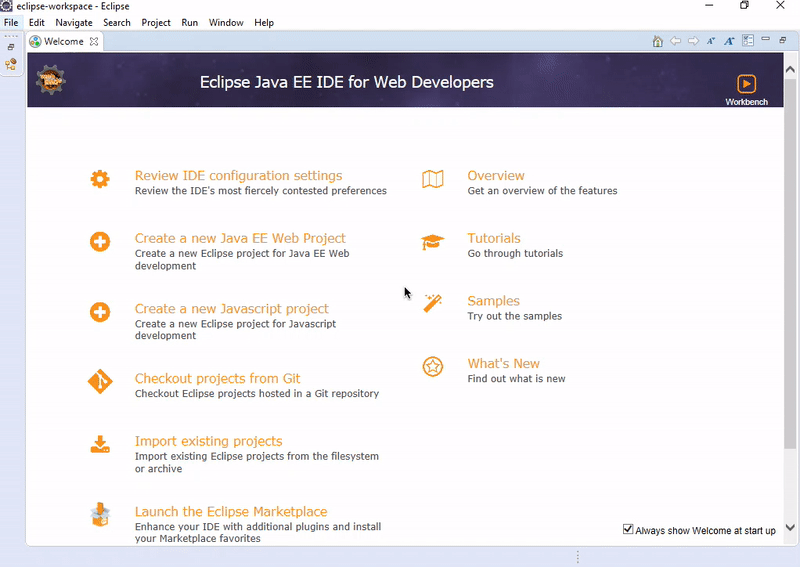 eclipse-workspace - Eclipse
File Edit Navigate Search Project Run Window Help
Welcome
Eclipse Java EE IDE for Web Developers
Workbench
Review IDE configuration settings
Review the IDE's most fiercely contested preferences
Overview
Get an overview of the features
Create a new Java EE Web Project
Create a new Eclipse project for Java EE Web
development
Tutorials
Go through tutorials
Create a new Javascript project
Create a new Eclipse project for Javascript
development
Samples
Try out the samples
Checkout projects from Git
Checkout Eclipse projects hosted in a Git repository
What's New
Find out what is new
Import existing projects
Import existing Eclipse projects from the filesystem
or archive
Launch the Eclipse Marketplace
Enhance your IDE with additional plugins and install
your Marketplace favorites
Always show Welcome at start up